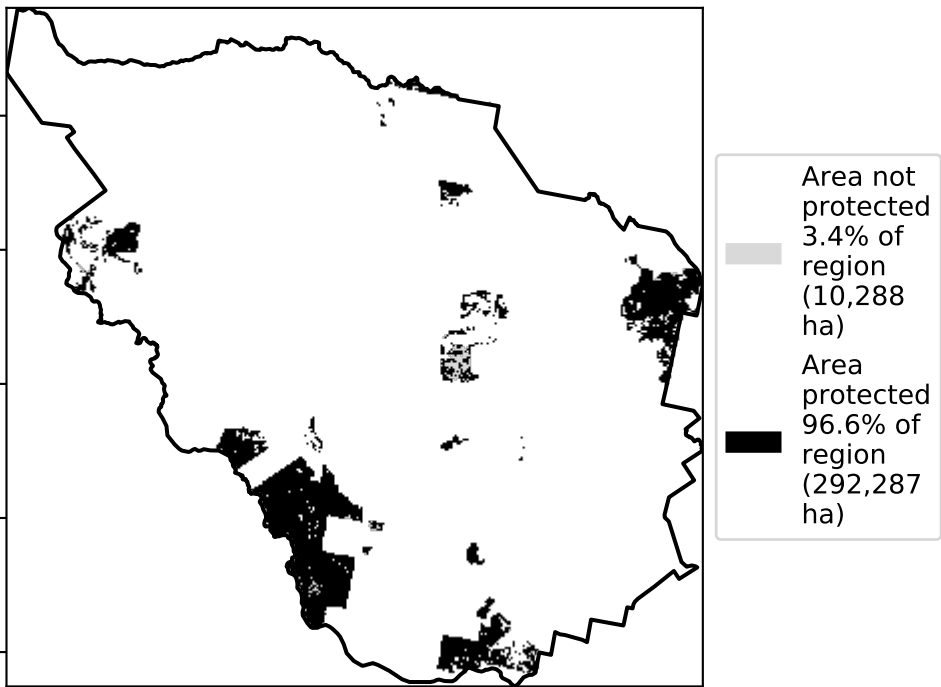 Area not
protected
3.4% of
region
(10,288
ha)
Area
protected
96.6% of
region
(292,287
ha)